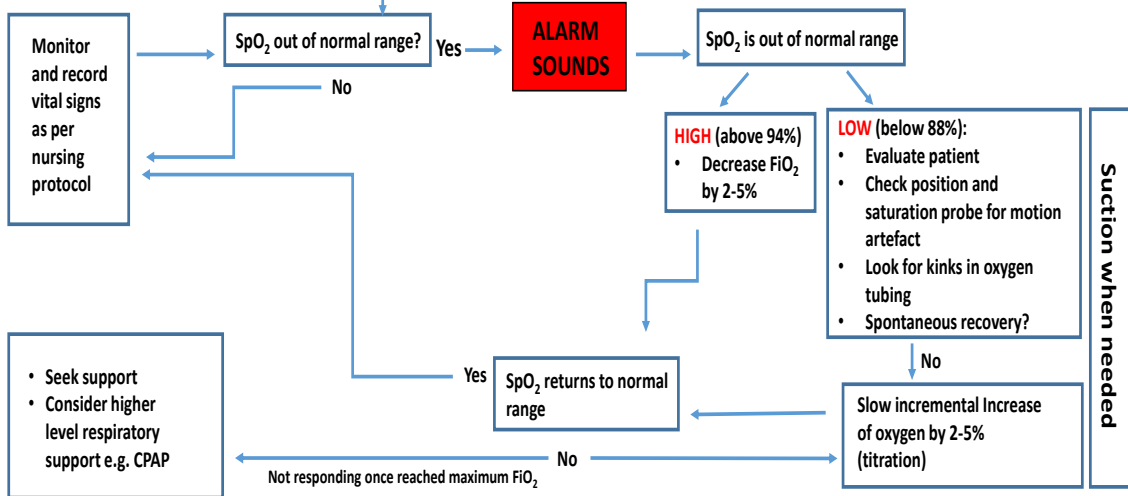 Monitor
and record
vital signs
as per
nursing
protocol
SpO₂ out of normal range?
Yes
No
ALARM
SOUNDS
SpO₂ is out of normal range
HIGH (above 94%)
• Decrease FiO₂
by 2-5%
LOW (below 88%):
• Evaluate patient
• Check position and
saturation probe for motion
artefact
• Look for kinks in oxygen
tubing
• Spontaneous recovery?
Suction when needed
No
Slow incremental Increase
of oxygen by 2-5%
(titration)
SpO₂ returns to normal
range
Yes
No
Not responding once reached maximum FiO₂
• Seek support
• Consider higher
level respiratory
support e.g. CPAP